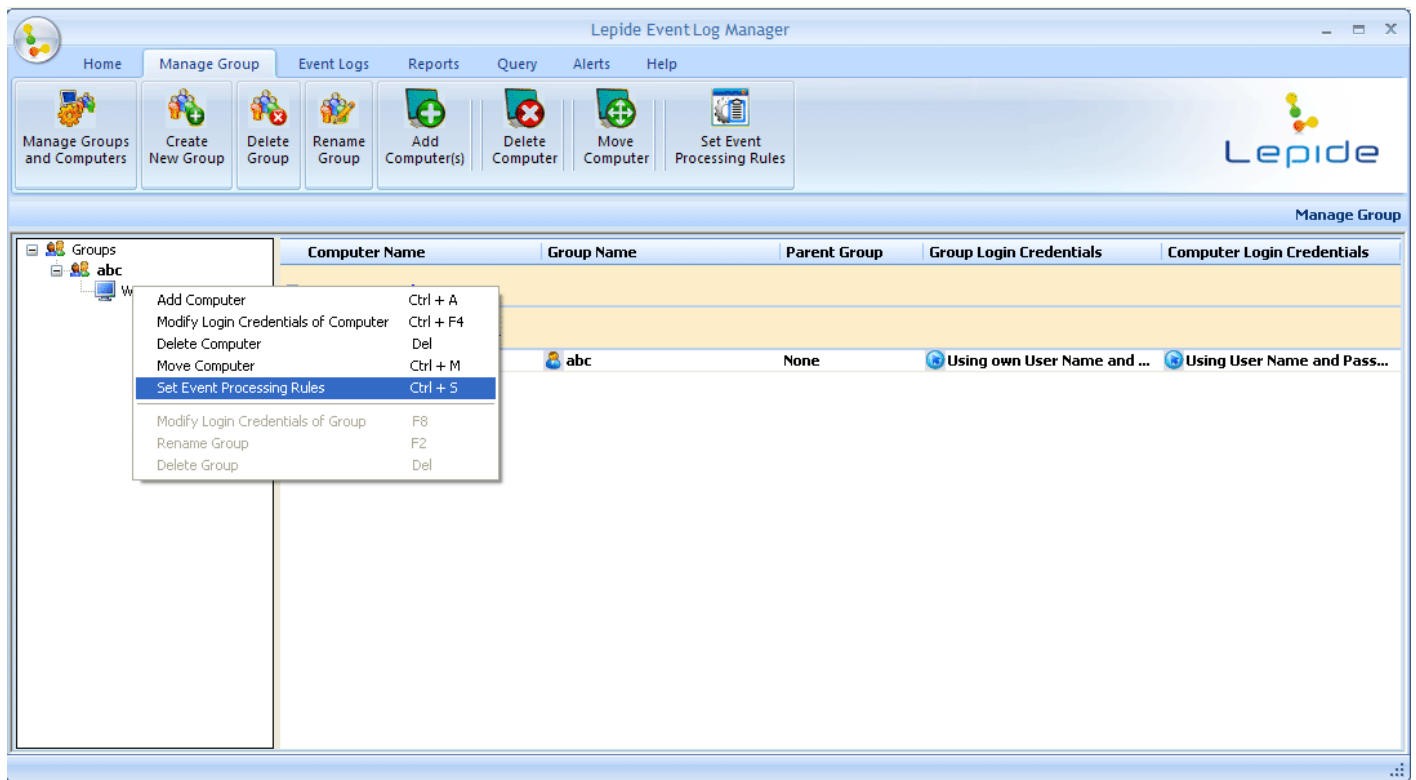 Lepide Event Log Manager
Home Manage Group Event Logs Reports Query Alerts Help
Manage Groups and Computers
Create New Group
Delete Group
Rename Group
Add Computer(s)
Delete Computer
Move Computer
Set Event Processing Rules
Lepide
Manage Group
Groups
abc
Computer Name Group Name Parent Group Group Login Credentials Computer Login Credentials
Add Computer Ctrl + A
Modify Login Credentials of Computer Ctrl + F4
Delete Computer Del
Move Computer Ctrl + M
Set Event Processing Rules Ctrl + S
Modify Login Credentials of Group F8
Rename Group F2
Delete Group Del
abc None Using own User Name and ... Using User Name and Pass...